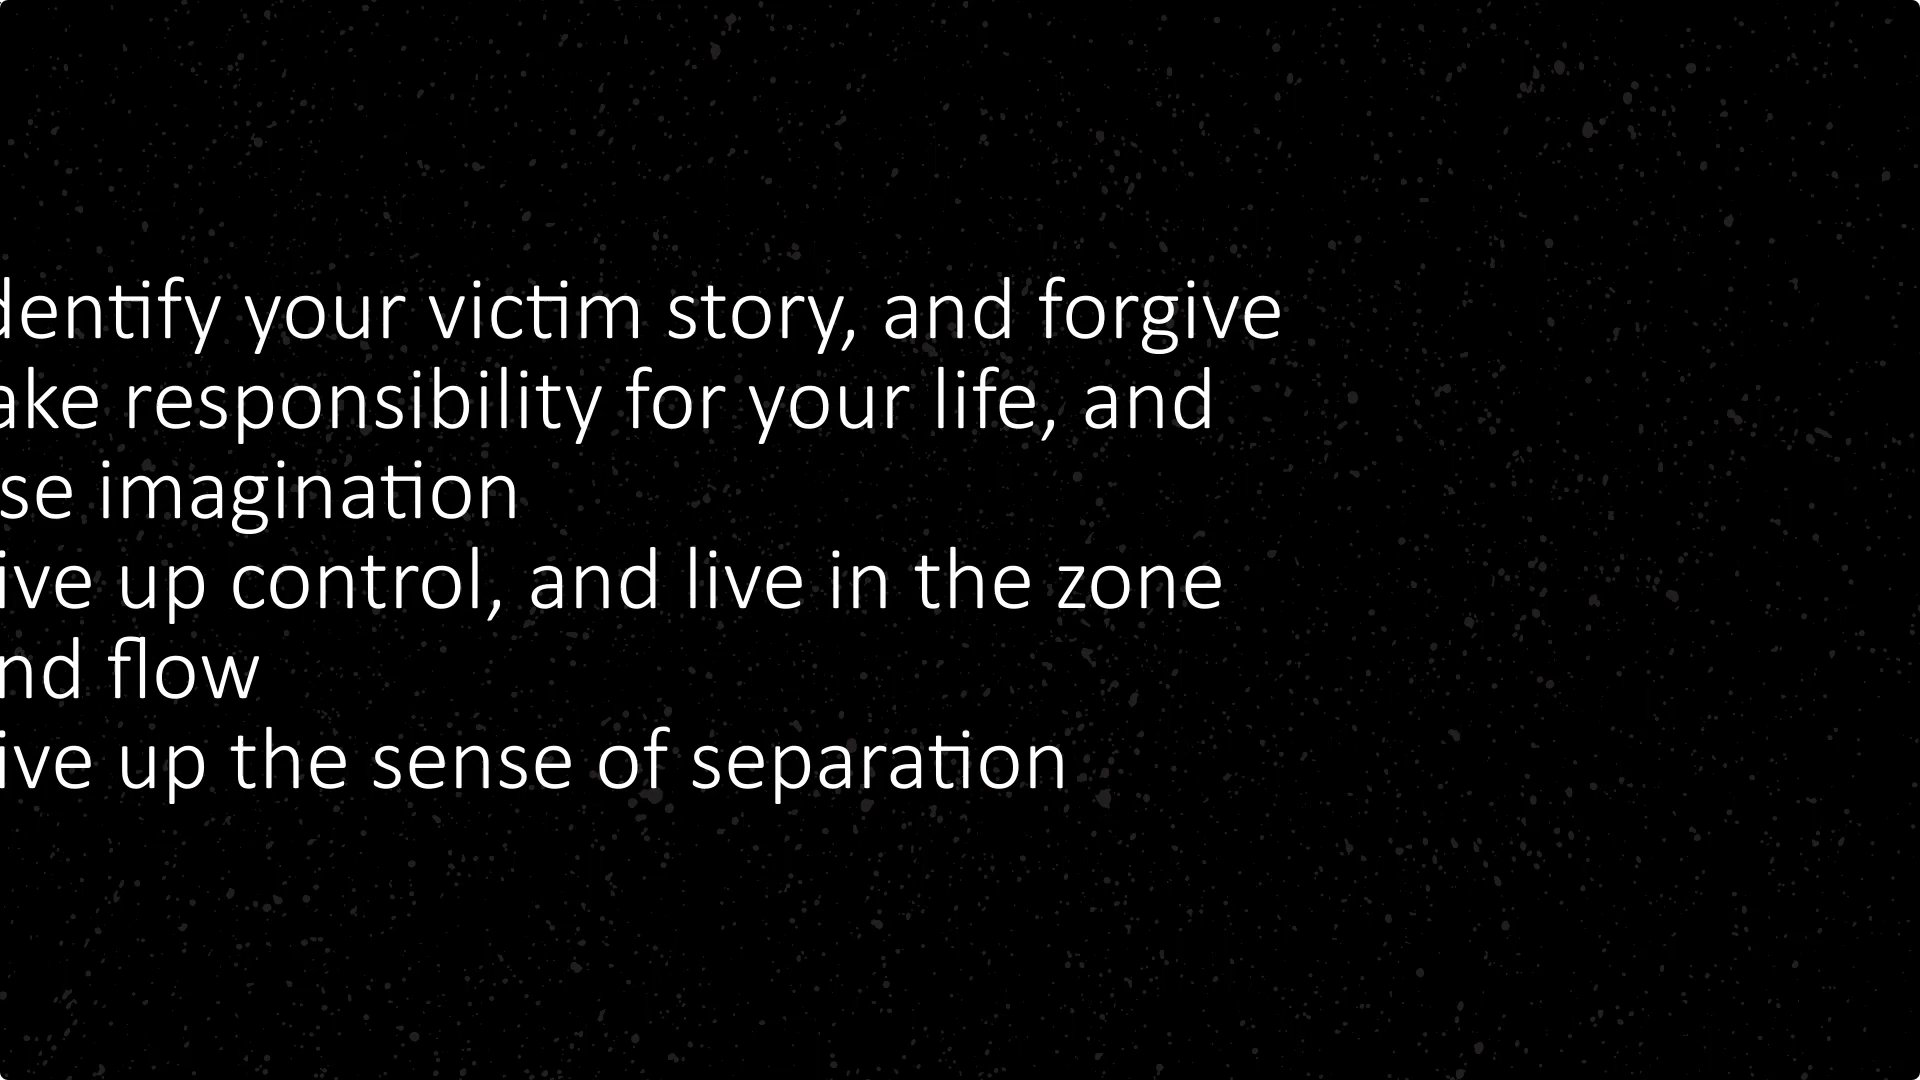 dentify your victim story, and forgive
ake responsibility for your life, and
se imagination
ive up control, and live in the zone
nd flow
ive up the sense of separation